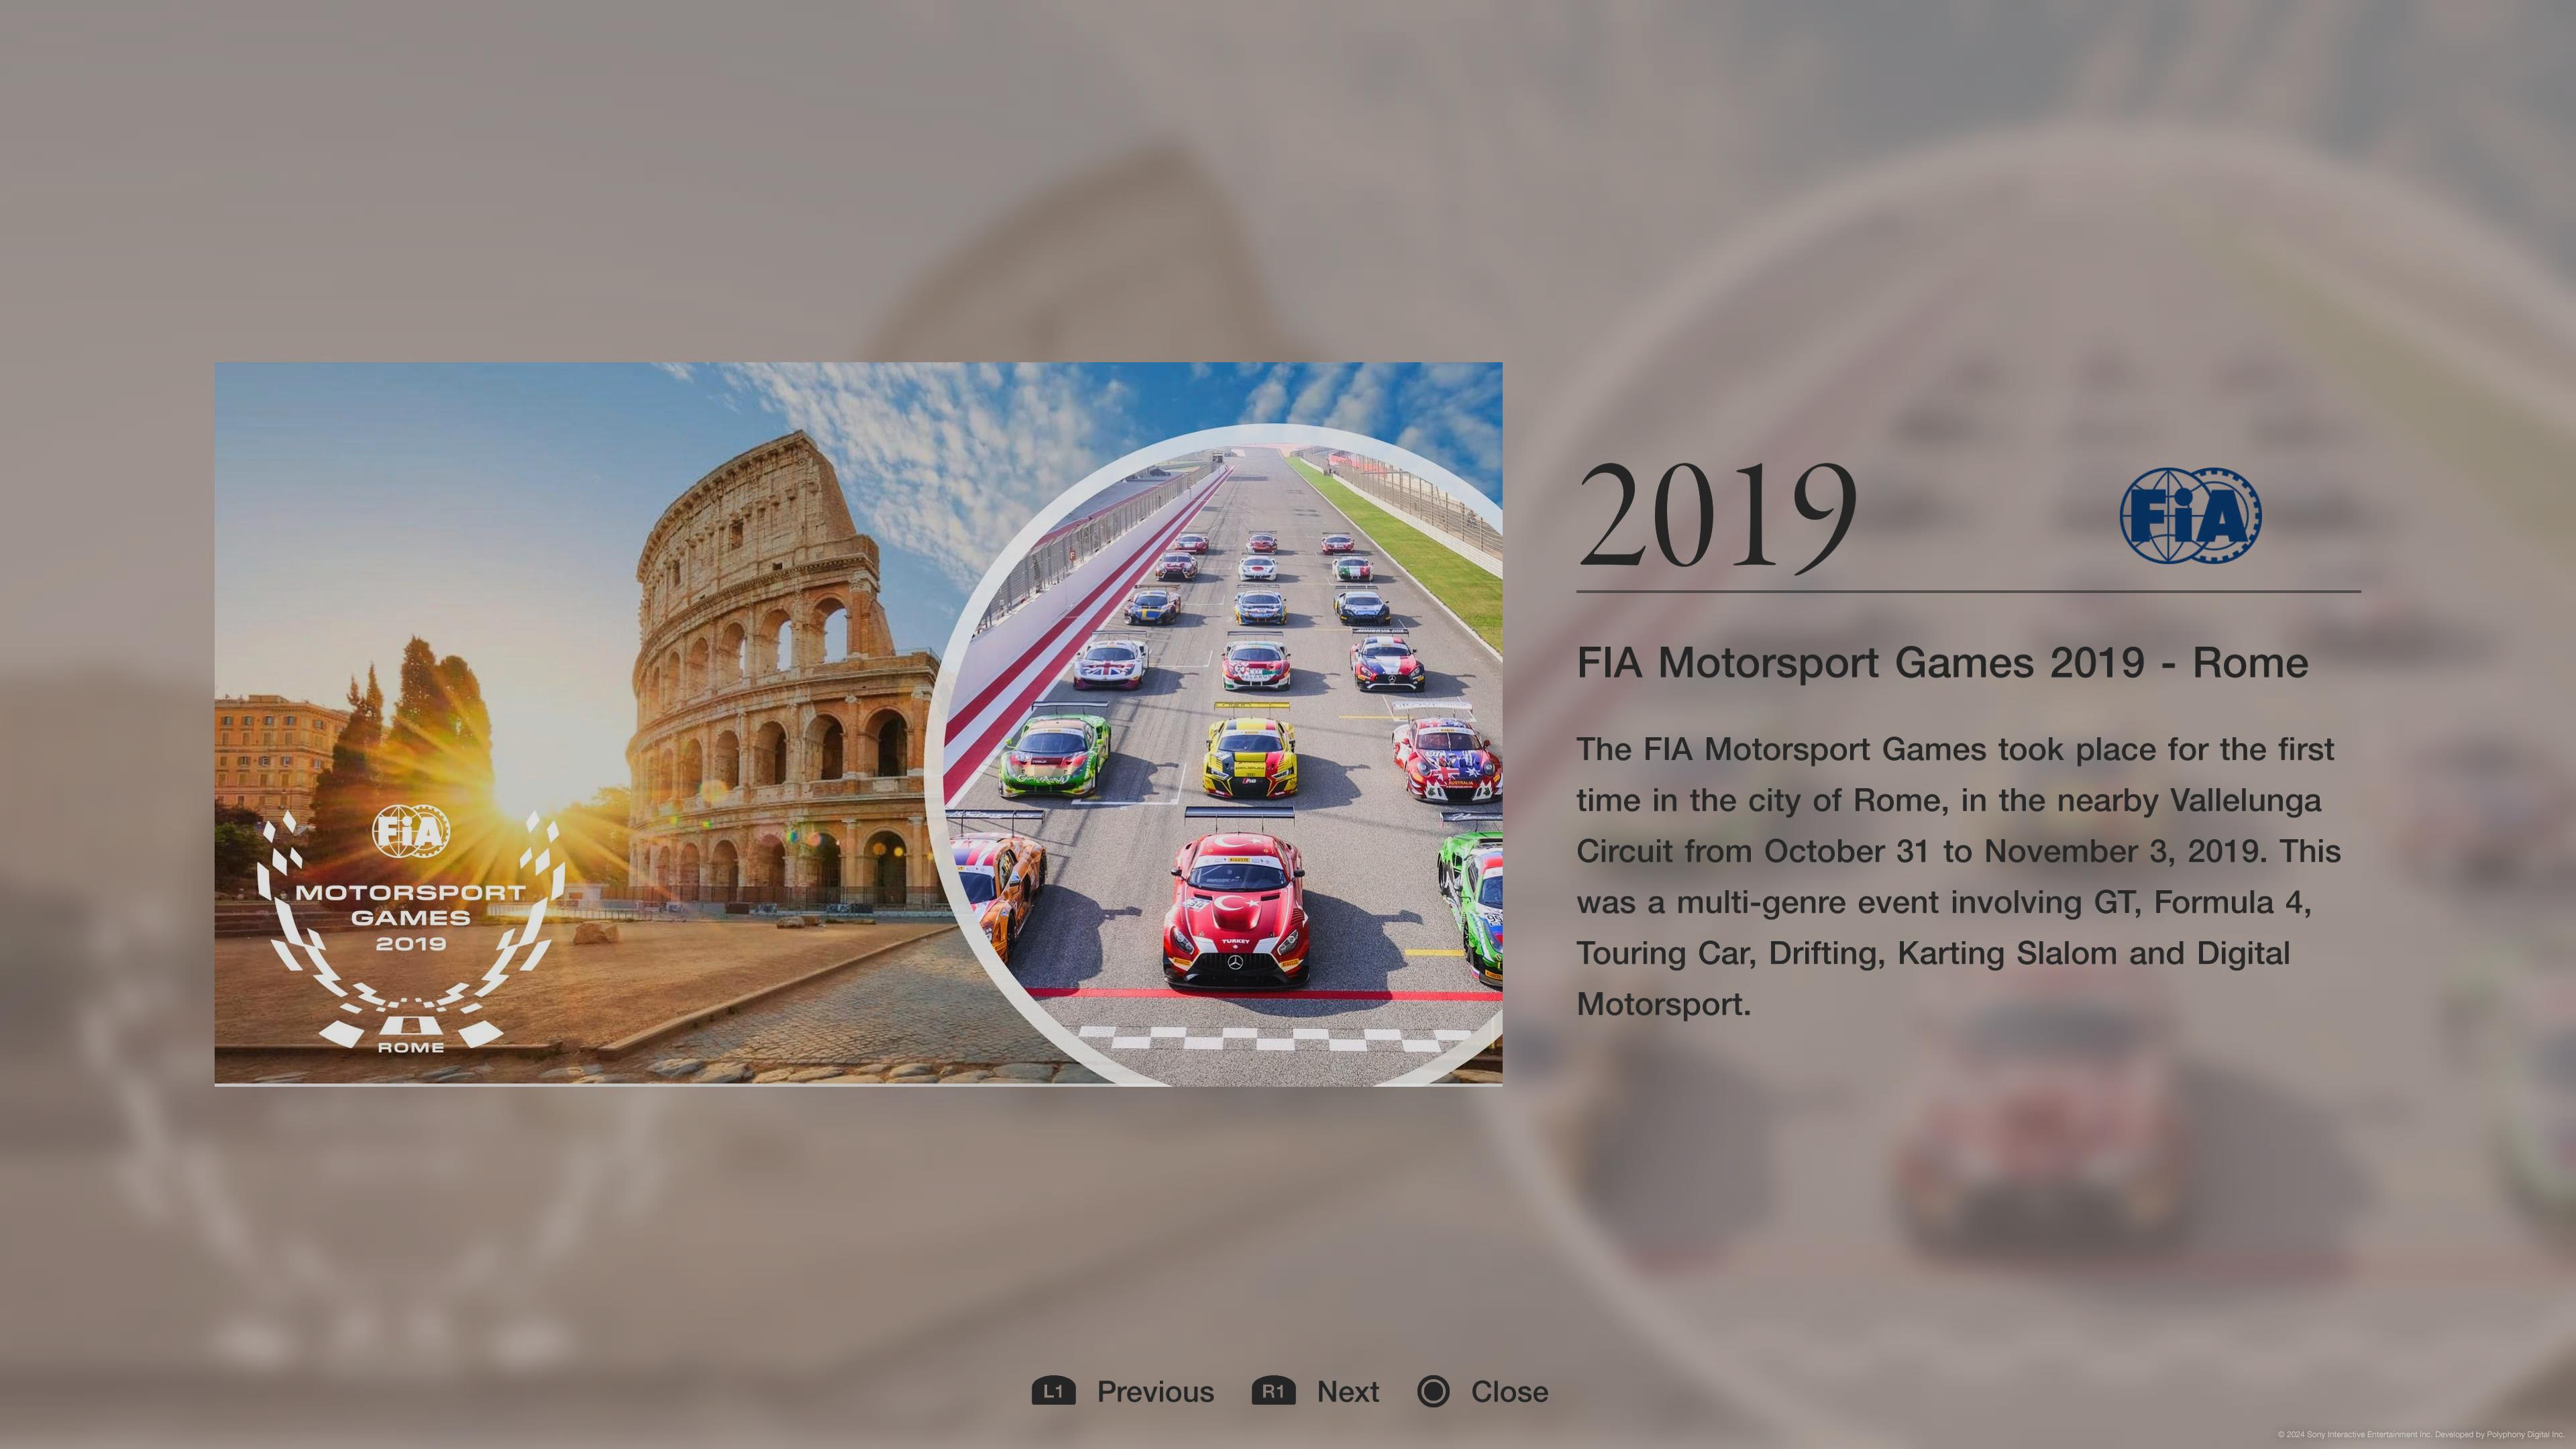 FiA
MOTORSPORT
GAMES
2019
ROME
TURKEY
AUSTRALIA
2019
FiA
FIA Motorsport Games 2019 - Rome
The FIA Motorsport Games took place for the first
time in the city of Rome, in the nearby Vallelunga
Circuit from October 31 to November 3, 2019. This
was a multi-genre event involving GT, Formula 4,
Touring Car, Drifting, Karting Slalom and Digital
Motorsport.
L1 Previous R1 Next Close
© 2024 Sony Interactive Entertainment Inc. Developed by Polyphony Digital Inc.